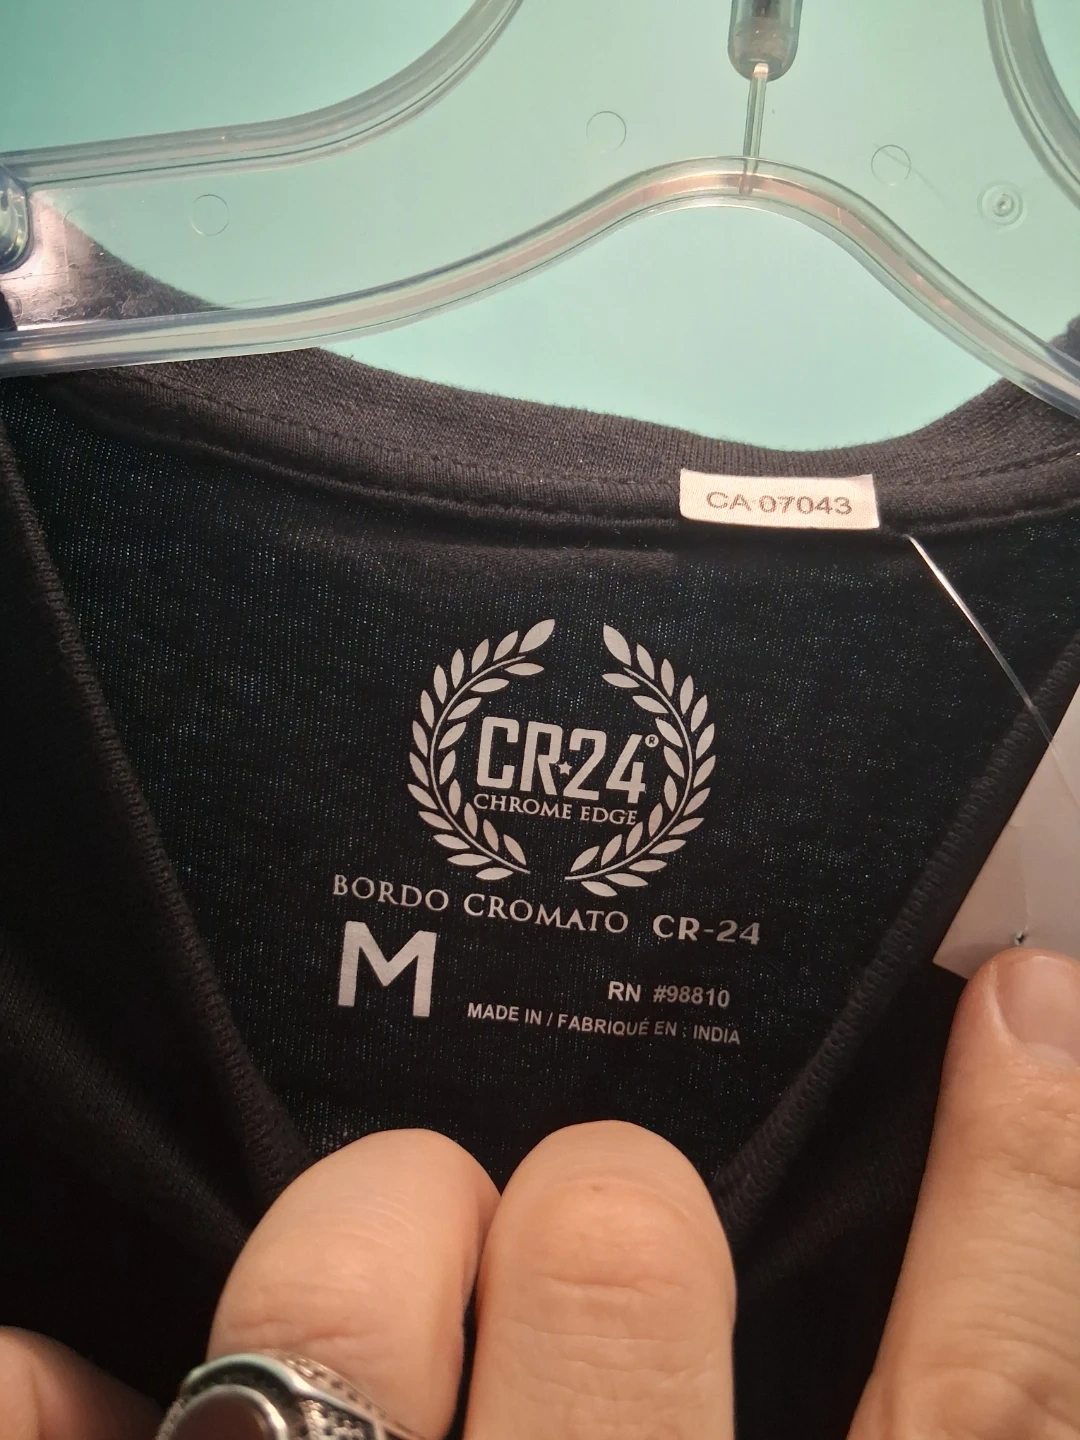 CA 07043
CR★24®
CHROME EDGE
BORDO CROMATO CR-24
M
RN #98810
MADE IN / FABRIQUÉ EN : INDIA